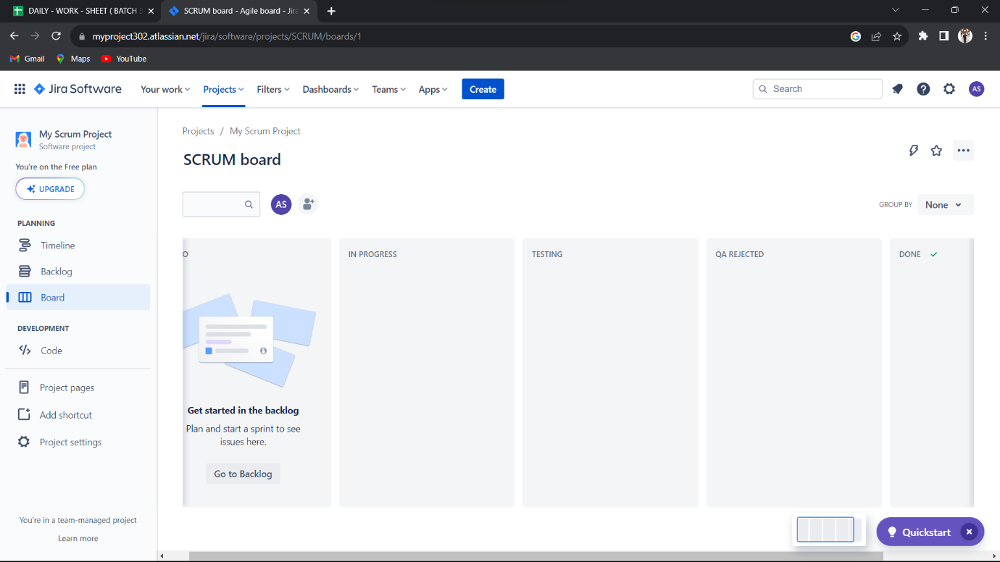 DAILY - WORK - SHEET ( BATCH 3
SCRUM board - Agile board - Jira
myproject302.atlassian.net/jira/software/projects/SCRUM/boards/1
Gmail
Maps
YouTube
Jira Software
Your work
Projects
Filters
Dashboards
Teams
Apps
Create
Search
AS
My Scrum Project
Software project
You're on the Free plan
UPGRADE
PLANNING
Timeline
Backlog
Board
DEVELOPMENT
Code
Project pages
Add shortcut
Project settings
You're in a team-managed project
Learn more
Projects / My Scrum Project
SCRUM board
AS
GROUP BY
None
O
IN PROGRESS
TESTING
QA REJECTED
DONE
Get started in the backlog
Plan and start a sprint to see
issues here.
Go to Backlog
Quickstart